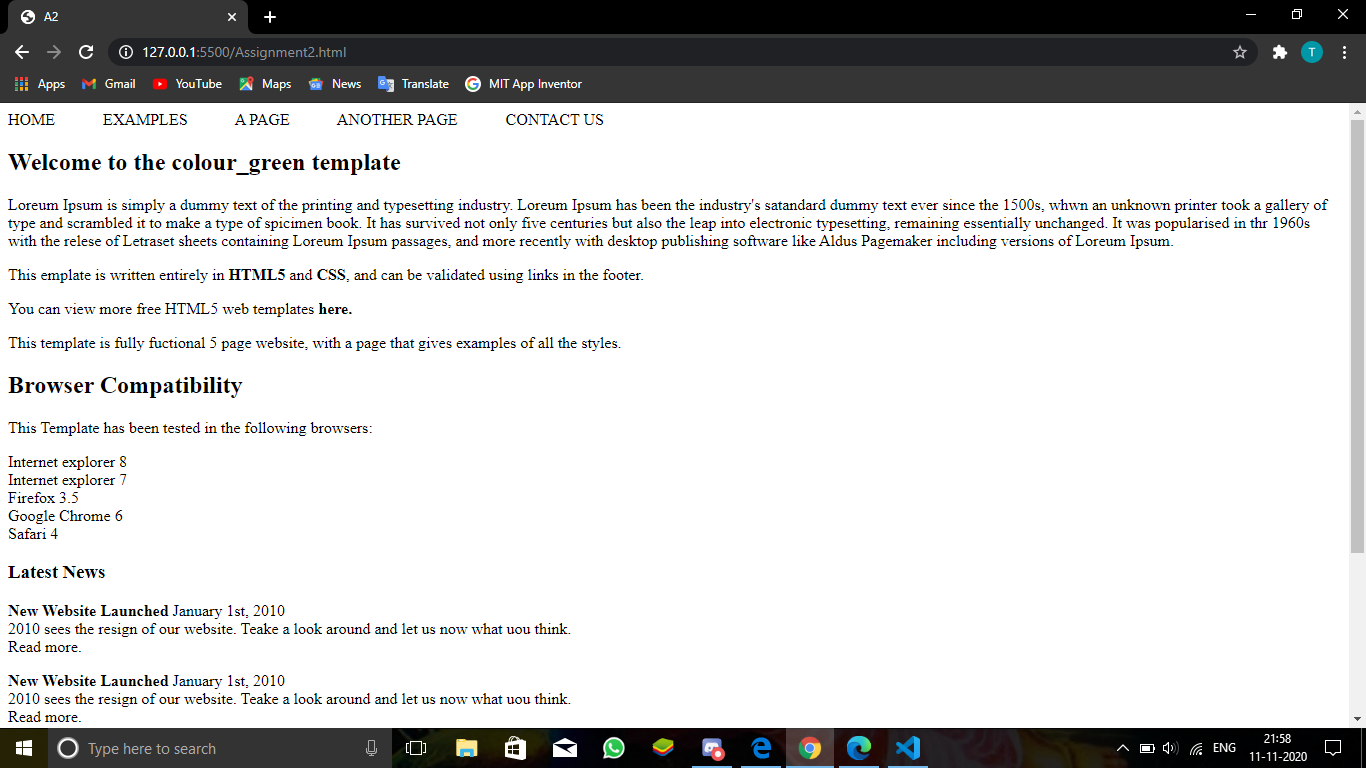 A2
127.0.0.1:5500/Assignment2.html
T
Apps Gmail YouTube Maps News Translate MIT App Inventor
HOME EXAMPLES A PAGE ANOTHER PAGE CONTACT US
Welcome to the colour_green template
Loreum Ipsum is simply a dummy text of the printing and typesetting industry. Loreum Ipsum has been the industry's satandard dummy text ever since the 1500s, whwn an unknown printer took a gallery of
type and scrambled it to make a type of spicimen book. It has survived not only five centuries but also the leap into electronic typesetting, remaining essentially unchanged. It was popularised in thr 1960s
with the relese of Letraset sheets containing Loreum Ipsum passages, and more recently with desktop publishing software like Aldus Pagemaker including versions of Loreum Ipsum.
This emplate is written entirely in HTML5 and CSS, and can be validated using links in the footer.
You can view more free HTML5 web templates here.
This template is fully fuctional 5 page website, with a page that gives examples of all the styles.
Browser Compatibility
This Template has been tested in the following browsers:
Internet explorer 8
Internet explorer 7
Firefox 3.5
Google Chrome 6
Safari 4
Latest News
New Website Launched January 1st, 2010
2010 sees the resign of our website. Teake a look around and let us now what uou think.
Read more.
New Website Launched January 1st, 2010
2010 sees the resign of our website. Teake a look around and let us now what uou think.
Read more.
Type here to search
ENG
21:58
11-11-2020